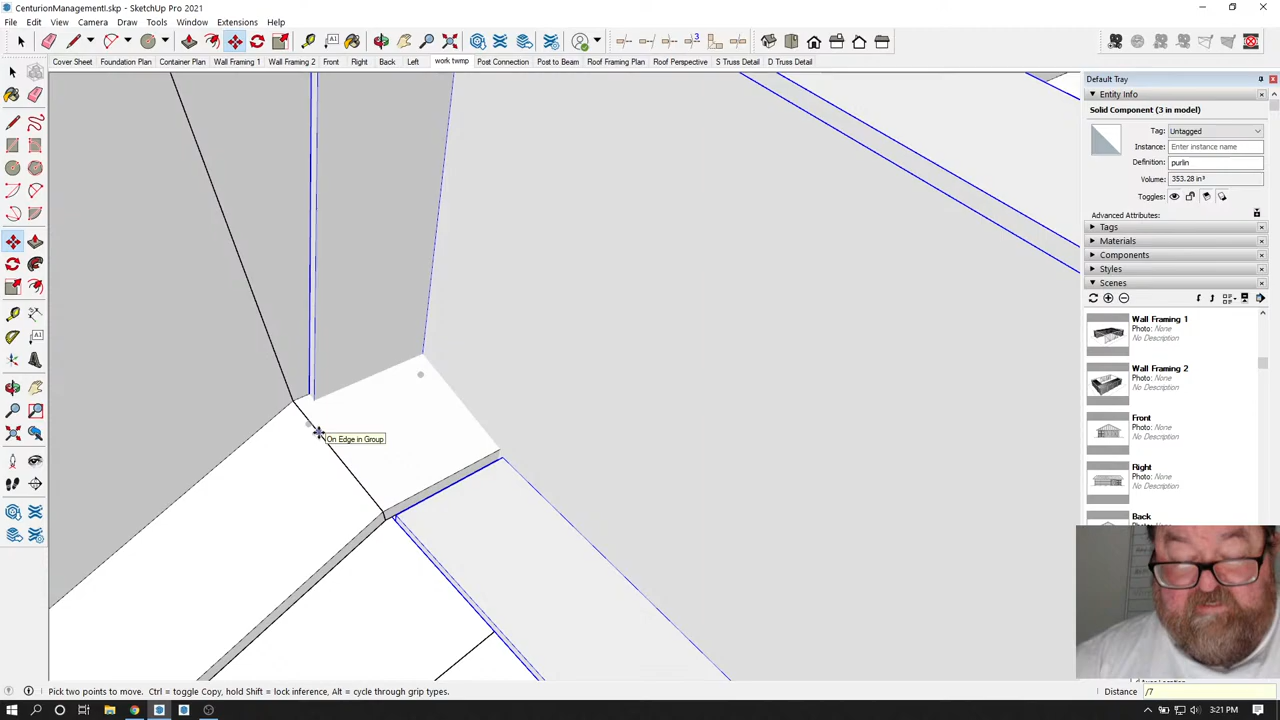 CenturionManagementI.skp - SketchUp Pro 2021
File Edit View Camera Draw Tools Window Extensions Help
Cover Sheet Foundation Plan Container Plan Wall Framing 1 Wall Framing 2 Front Right Back Left work twmp Post Connection Post to Beam Roof Framing Plan Roof Perspective S Truss Detail D Truss Detail
Default Tray
Entity Info
Solid Component (3 in model)
Tag: Untagged
Instance: Enter instance name
Definition: purlin
Volume: 353.28 in³
Toggles:
Advanced Attributes:
Tags
Materials
Components
Styles
Scenes
Wall Framing 1
Photo: None
No Description
Wall Framing 2
Photo: None
No Description
Front
Photo: None
No Description
Right
Photo: None
No Description
Back
On Edge in Group
Pick two points to move. Ctrl = toggle Copy, hold Shift = lock inference, Alt = cycle through grip types.
Distance /7
3:21 PM